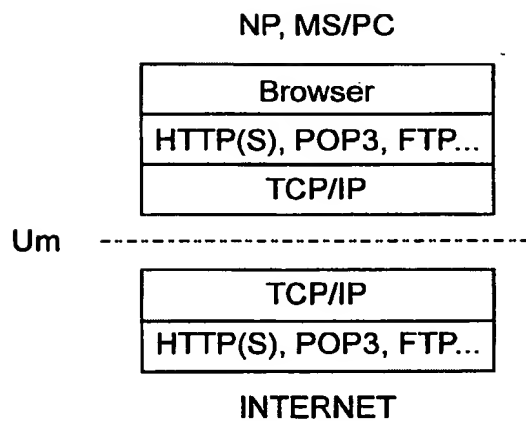 NP, MS/PC
Browser
HTTP(S), POP3, FTP...
TCP/IP
Um
TCP/IP
HTTP(S), POP3, FTP...
INTERNET